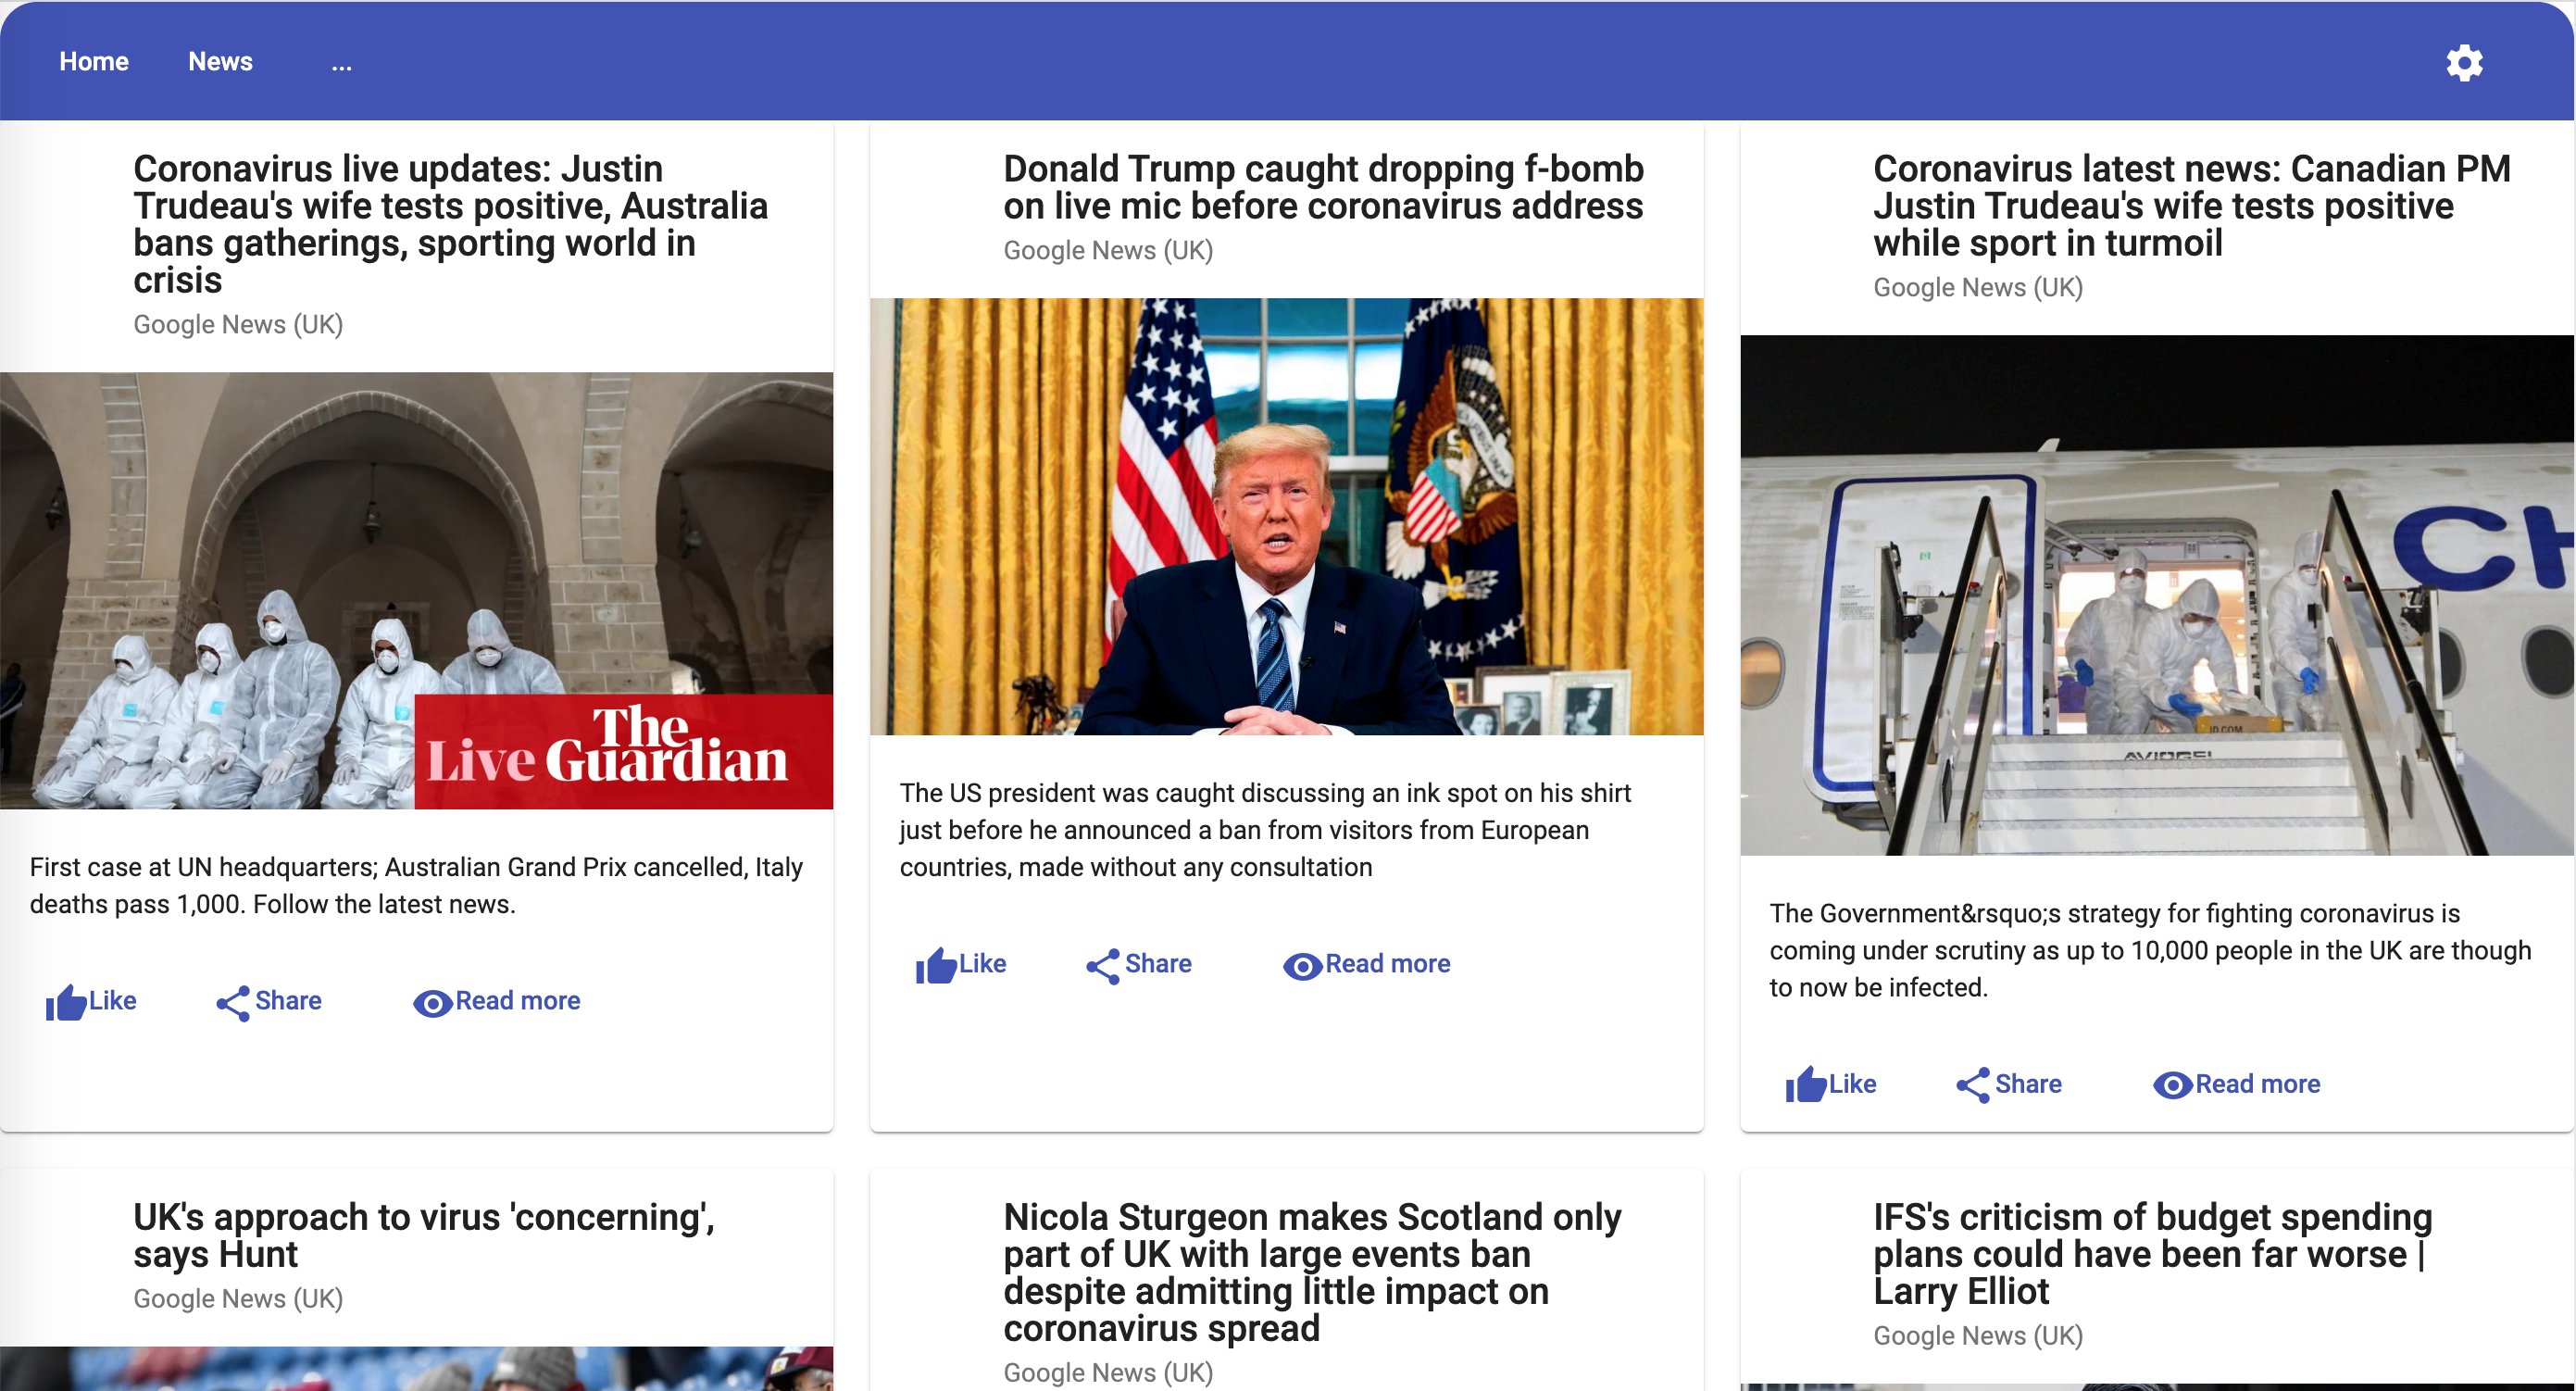 Home News ...
Coronavirus live updates: Justin
Trudeau's wife tests positive, Australia
bans gatherings, sporting world in
crisis
Google News (UK)
The
Live Guardian
First case at UN headquarters; Australian Grand Prix cancelled, Italy
deaths pass 1,000. Follow the latest news.
Like Share Read more
Donald Trump caught dropping f-bomb
on live mic before coronavirus address
Google News (UK)
The US president was caught discussing an ink spot on his shirt
just before he announced a ban from visitors from European
countries, made without any consultation
Like Share Read more
Coronavirus latest news: Canadian PM
Justin Trudeau's wife tests positive
while sport in turmoil
Google News (UK)
CH
JD.COM
The Government&rsquo;s strategy for fighting coronavirus is
coming under scrutiny as up to 10,000 people in the UK are though
to now be infected.
Like Share Read more
UK's approach to virus 'concerning',
says Hunt
Google News (UK)
Nicola Sturgeon makes Scotland only
part of UK with large events ban
despite admitting little impact on
coronavirus spread
Google News (UK)
IFS's criticism of budget spending
plans could have been far worse |
Larry Elliot
Google News (UK)